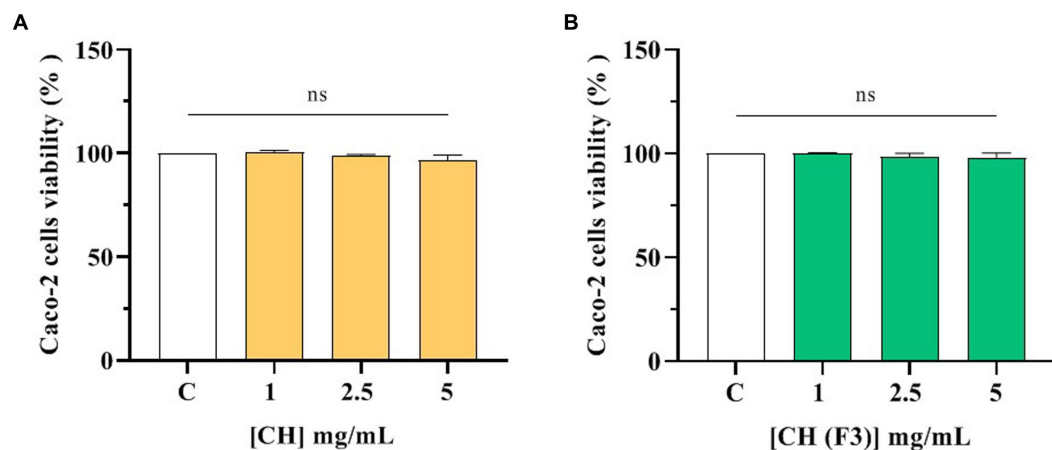 A
Caco-2 cells viability (% )
150
100
50
0
ns
C 1 2.5 5
[CH] mg/mL
B
Caco-2 cells viability (% )
150
100
50
0
ns
C 1 2.5 5
[CH (F3)] mg/mL